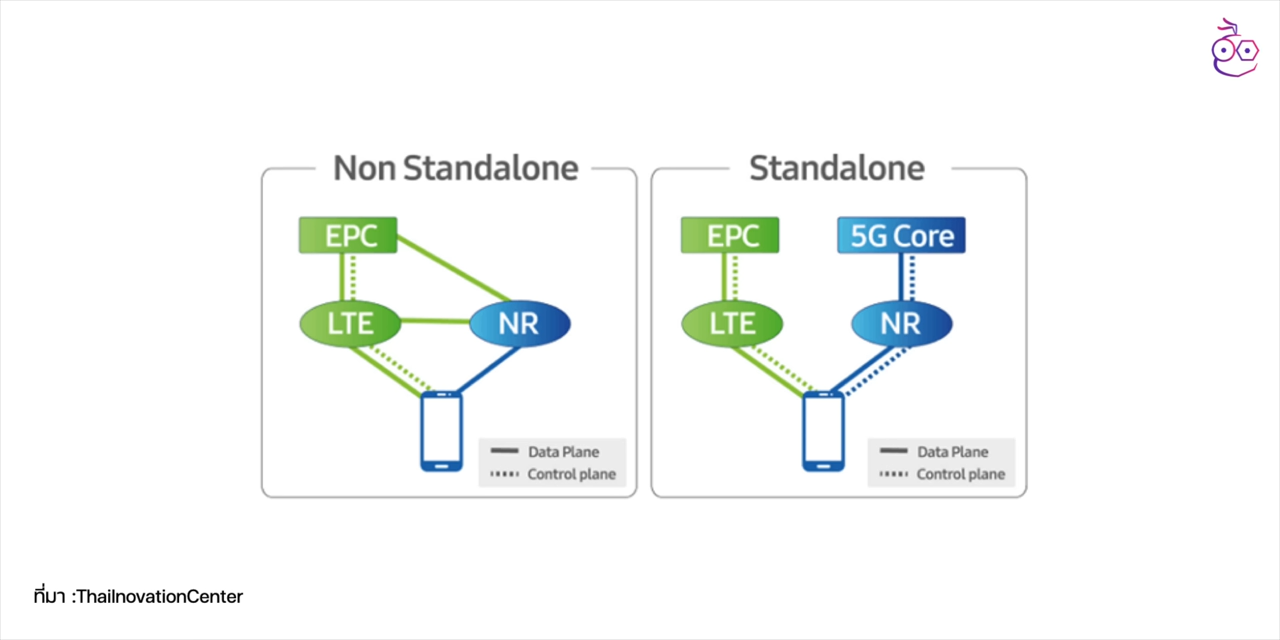 Non Standalone
EPC
LTE
NR
Data Plane
Control plane
Standalone
EPC
5G Core
LTE
NR
Data Plane
Control plane
ที่มา :ThaiInovationCenter